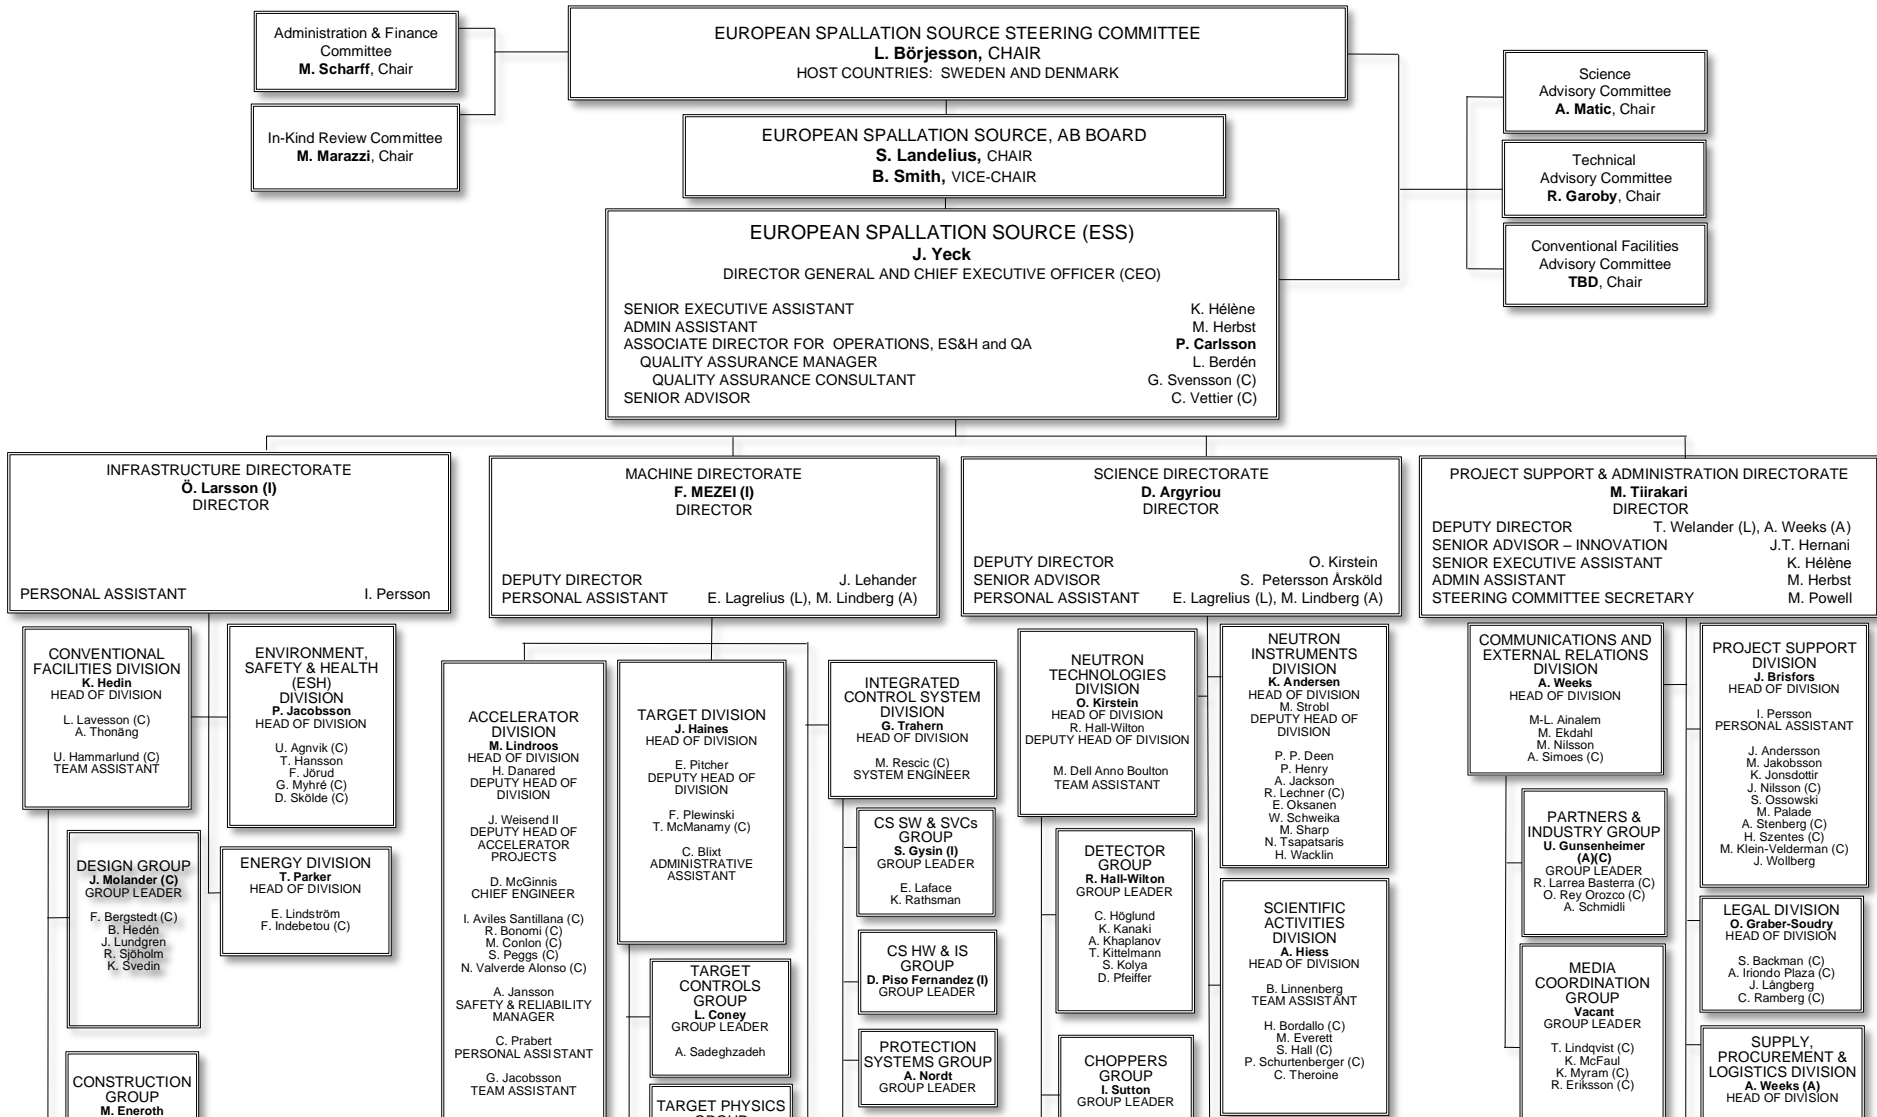 Administration & Finance
Committee
M. Scharff, Chair
In-Kind Review Committee
M. Marazzi, Chair
EUROPEAN SPALLATION SOURCE STEERING COMMITTEE
L. Börjesson, CHAIR
HOST COUNTRIES: SWEDEN AND DENMARK
EUROPEAN SPALLATION SOURCE, AB BOARD
S. Landelius, CHAIR
B. Smith, VICE-CHAIR
Science
Advisory Committee
A. Matic, Chair
Technical
Advisory Committee
R. Garoby, Chair
Conventional Facilities
Advisory Committee
TBD, Chair
EUROPEAN SPALLATION SOURCE (ESS)
J. Yeck
DIRECTOR GENERAL AND CHIEF EXECUTIVE OFFICER (CEO)
SENIOR EXECUTIVE ASSISTANT K. Hélène
ADMIN ASSISTANT M. Herbst
ASSOCIATE DIRECTOR FOR OPERATIONS, ES&H and QA P. Carlsson
QUALITY ASSURANCE MANAGER L. Berdén
QUALITY ASSURANCE CONSULTANT G. Svensson (C)
SENIOR ADVISOR C. Vettier (C)
INFRASTRUCTURE DIRECTORATE
Ö. Larsson (I)
DIRECTOR
PERSONAL ASSISTANT I. Persson
MACHINE DIRECTORATE
F. MEZEI (I)
DIRECTOR
DEPUTY DIRECTOR J. Lehander
PERSONAL ASSISTANT E. Lagrelius (L), M. Lindberg (A)
SCIENCE DIRECTORATE
D. Argyriou
DIRECTOR
DEPUTY DIRECTOR O. Kirstein
SENIOR ADVISOR S. Petersson Årsköld
PERSONAL ASSISTANT E. Lagrelius (L), M. Lindberg (A)
PROJECT SUPPORT & ADMINISTRATION DIRECTORATE
M. Tiirakari
DIRECTOR
DEPUTY DIRECTOR T. Welander (L), A. Weeks (A)
SENIOR ADVISOR – INNOVATION J.T. Hernani
SENIOR EXECUTIVE ASSISTANT K. Hélène
ADMIN ASSISTANT M. Herbst
STEERING COMMITTEE SECRETARY M. Powell
CONVENTIONAL
FACILITIES DIVISION
K. Hedin
HEAD OF DIVISION
L. Lavesson (C)
A. Thonäng
U. Hammarlund (C)
TEAM ASSISTANT
DESIGN GROUP
J. Molander (C)
GROUP LEADER
F. Bergstedt (C)
B. Hedén
J. Lundgren
R. Sjöholm
K. Svedin
CONSTRUCTION
GROUP
M. Eneroth
ENVIRONMENT,
SAFETY & HEALTH
(ESH)
DIVISION
P. Jacobsson
HEAD OF DIVISION
U. Agnvik (C)
T. Hansson
F. Jörud
G. Myhré (C)
D. Skölde (C)
ENERGY DIVISION
T. Parker
HEAD OF DIVISION
E. Lindström
F. Indebetou (C)
ACCELERATOR
DIVISION
M. Lindroos
HEAD OF DIVISION
H. Danared
DEPUTY HEAD OF
DIVISION
J. Weisend II
DEPUTY HEAD OF
ACCELERATOR
PROJECTS
D. McGinnis
CHIEF ENGINEER
I. Aviles Santillana (C)
R. Bonomi (C)
M. Conlon (C)
S. Peggs (C)
N. Valverde Alonso (C)
A. Jansson
SAFETY & RELIABILITY
MANAGER
C. Prabert
PERSONAL ASSISTANT
G. Jacobsson
TEAM ASSISTANT
TARGET DIVISION
J. Haines
HEAD OF DIVISION
E. Pitcher
DEPUTY HEAD OF
DIVISION
F. Plewinski
T. McManamy (C)
C. Blixt
ADMINISTRATIVE
ASSISTANT
TARGET
CONTROLS
GROUP
L. Coney
GROUP LEADER
A. Sadeghzadeh
TARGET PHYSICS
INTEGRATED
CONTROL SYSTEM
DIVISION
G. Trahern
HEAD OF DIVISION
M. Rescic (C)
SYSTEM ENGINEER
CS SW & SVCs
GROUP
S. Gysin (I)
GROUP LEADER
E. Laface
K. Rathsman
CS HW & IS
GROUP
D. Piso Fernandez (I)
GROUP LEADER
PROTECTION
SYSTEMS GROUP
A. Nordt
GROUP LEADER
NEUTRON
TECHNOLOGIES
DIVISION
O. Kirstein
HEAD OF DIVISION
R. Hall-Wilton
DEPUTY HEAD OF DIVISION
M. Dell Anno Boulton
TEAM ASSISTANT
DETECTOR
GROUP
R. Hall-Wilton
GROUP LEADER
C. Höglund
K. Kanaki
A. Khaplanov
T. Kittelmann
S. Kolya
D. Pfeiffer
CHOPPERS
GROUP
I. Sutton
GROUP LEADER
NEUTRON
INSTRUMENTS
DIVISION
K. Andersen
HEAD OF DIVISION
M. Strobl
DEPUTY HEAD OF
DIVISION
P. P. Deen
P. Henry
A. Jackson
R. Lechner (C)
E. Oksanen
W. Schweika
M. Sharp
N. Tsapatsaris
H. Wacklin
SCIENTIFIC
ACTIVITIES
DIVISION
A. Hiess
HEAD OF DIVISION
B. Linnenberg
TEAM ASSISTANT
H. Bordallo (C)
M. Everett
S. Hall (C)
P. Schurtenberger (C)
C. Theroine
COMMUNICATIONS AND
EXTERNAL RELATIONS
DIVISION
A. Weeks
HEAD OF DIVISION
M-L. Ainalem
M. Ekdahl
M. Nilsson
A. Simoes (C)
PARTNERS &
INDUSTRY GROUP
U. Gunsenheimer
(A)(C)
GROUP LEADER
R. Larrea Basterra (C)
O. Rey Orozco (C)
A. Schmidli
MEDIA
COORDINATION
GROUP
Vacant
GROUP LEADER
T. Lindqvist (C)
K. McFaul
K. Myram (C)
R. Eriksson (C)
PROJECT SUPPORT
DIVISION
J. Brisfors
HEAD OF DIVISION
I. Persson
PERSONAL ASSISTANT
J. Andersson
M. Jakobsson
K. Jonsdottir
J. Nilsson (C)
S. Ossowski
M. Palade
A. Stenberg (C)
H. Szentes (C)
M. Klein-Velderman (C)
J. Wollberg
LEGAL DIVISION
O. Graber-Soudry
HEAD OF DIVISION
S. Backman (C)
A. Iriondo Plaza (C)
J. Långberg
C. Ramberg (C)
SUPPLY,
PROCUREMENT &
LOGISTICS DIVISION
A. Weeks (A)
HEAD OF DIVISION